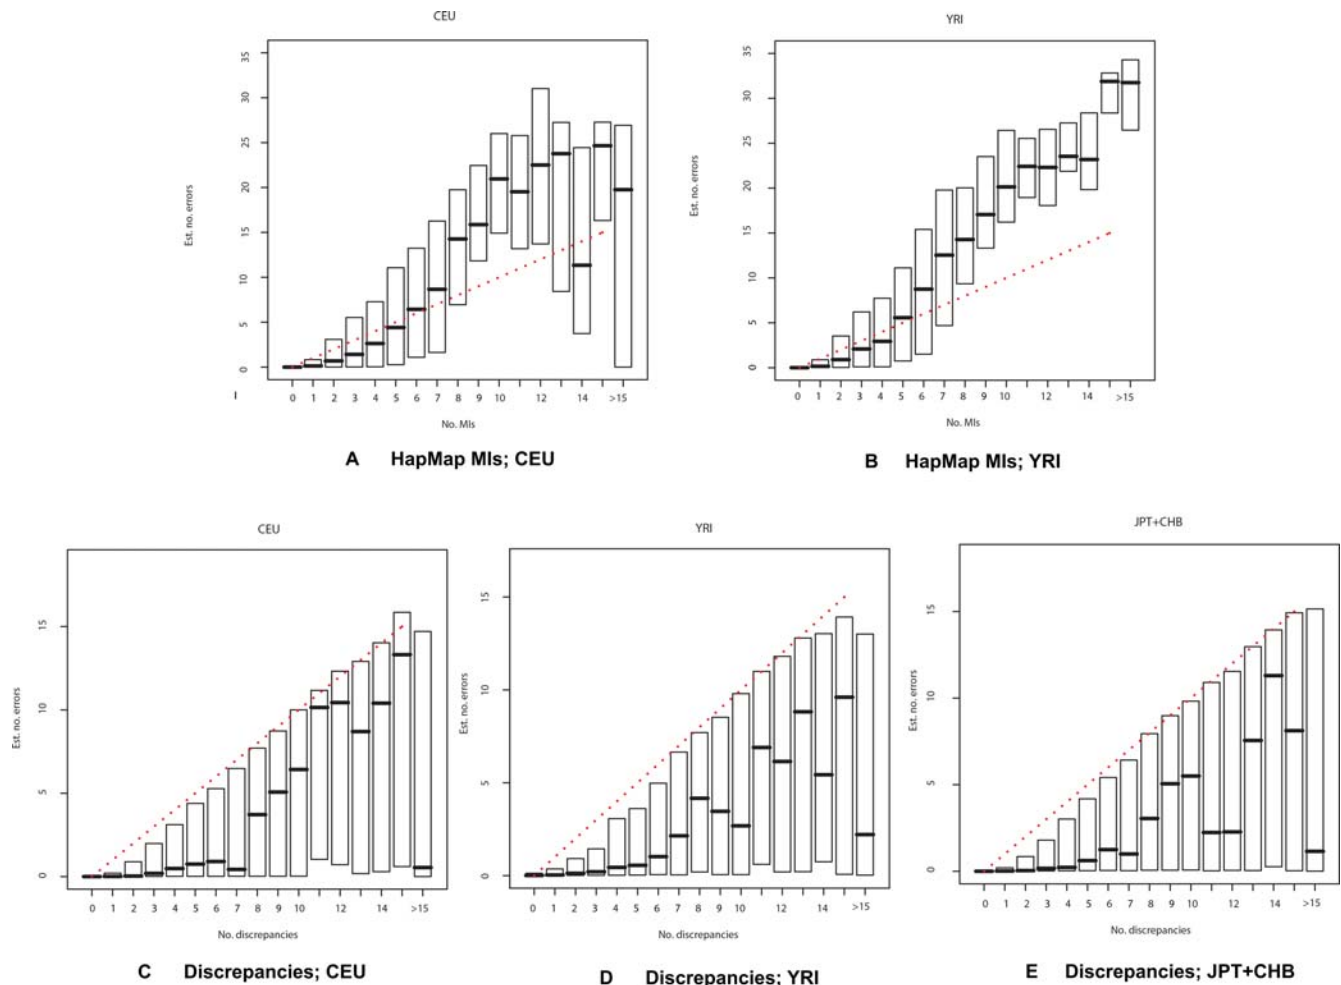 CEU
YRI
35
30
25
20
15
10
5
0
Est. no. errors
0 1 2 3 4 5 6 7 8 9 10 12 14 >15
No. MIs
I
35
30
25
20
15
10
5
0
Est. no. errors
0 1 2 3 4 5 6 7 8 9 10 12 14 >15
No. MIs
A HapMap MIs; CEU
B HapMap MIs; YRI
CEU
YRI
JPT+CHB
15
10
5
0
Est. no. errors
0 1 2 3 4 5 6 7 8 9 10 12 14 >15
No. discrepancies
15
10
5
0
Est. no. errors
0 1 2 3 4 5 6 7 8 9 10 12 14 >15
No. discrepancies
15
10
5
0
Est. no. errors
0 1 2 3 4 5 6 7 8 9 10 12 14 >15
No. discrepancies
C Discrepancies; CEU
D Discrepancies; YRI
E Discrepancies; JPT+CHB